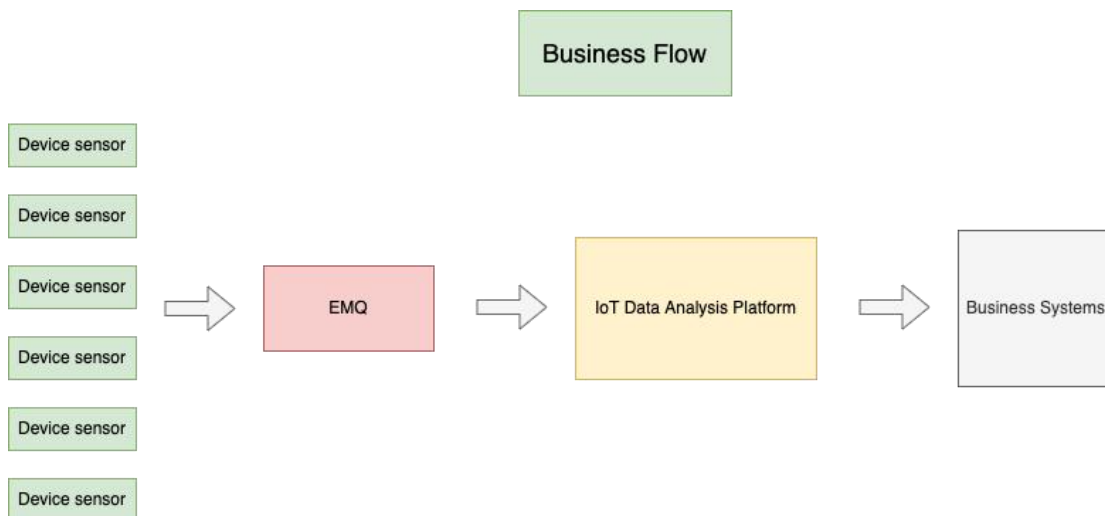 Business Flow
Device sensor
Device sensor
Device sensor
Device sensor
Device sensor
Device sensor
EMQ
IoT Data Analysis Platform
Business Systems